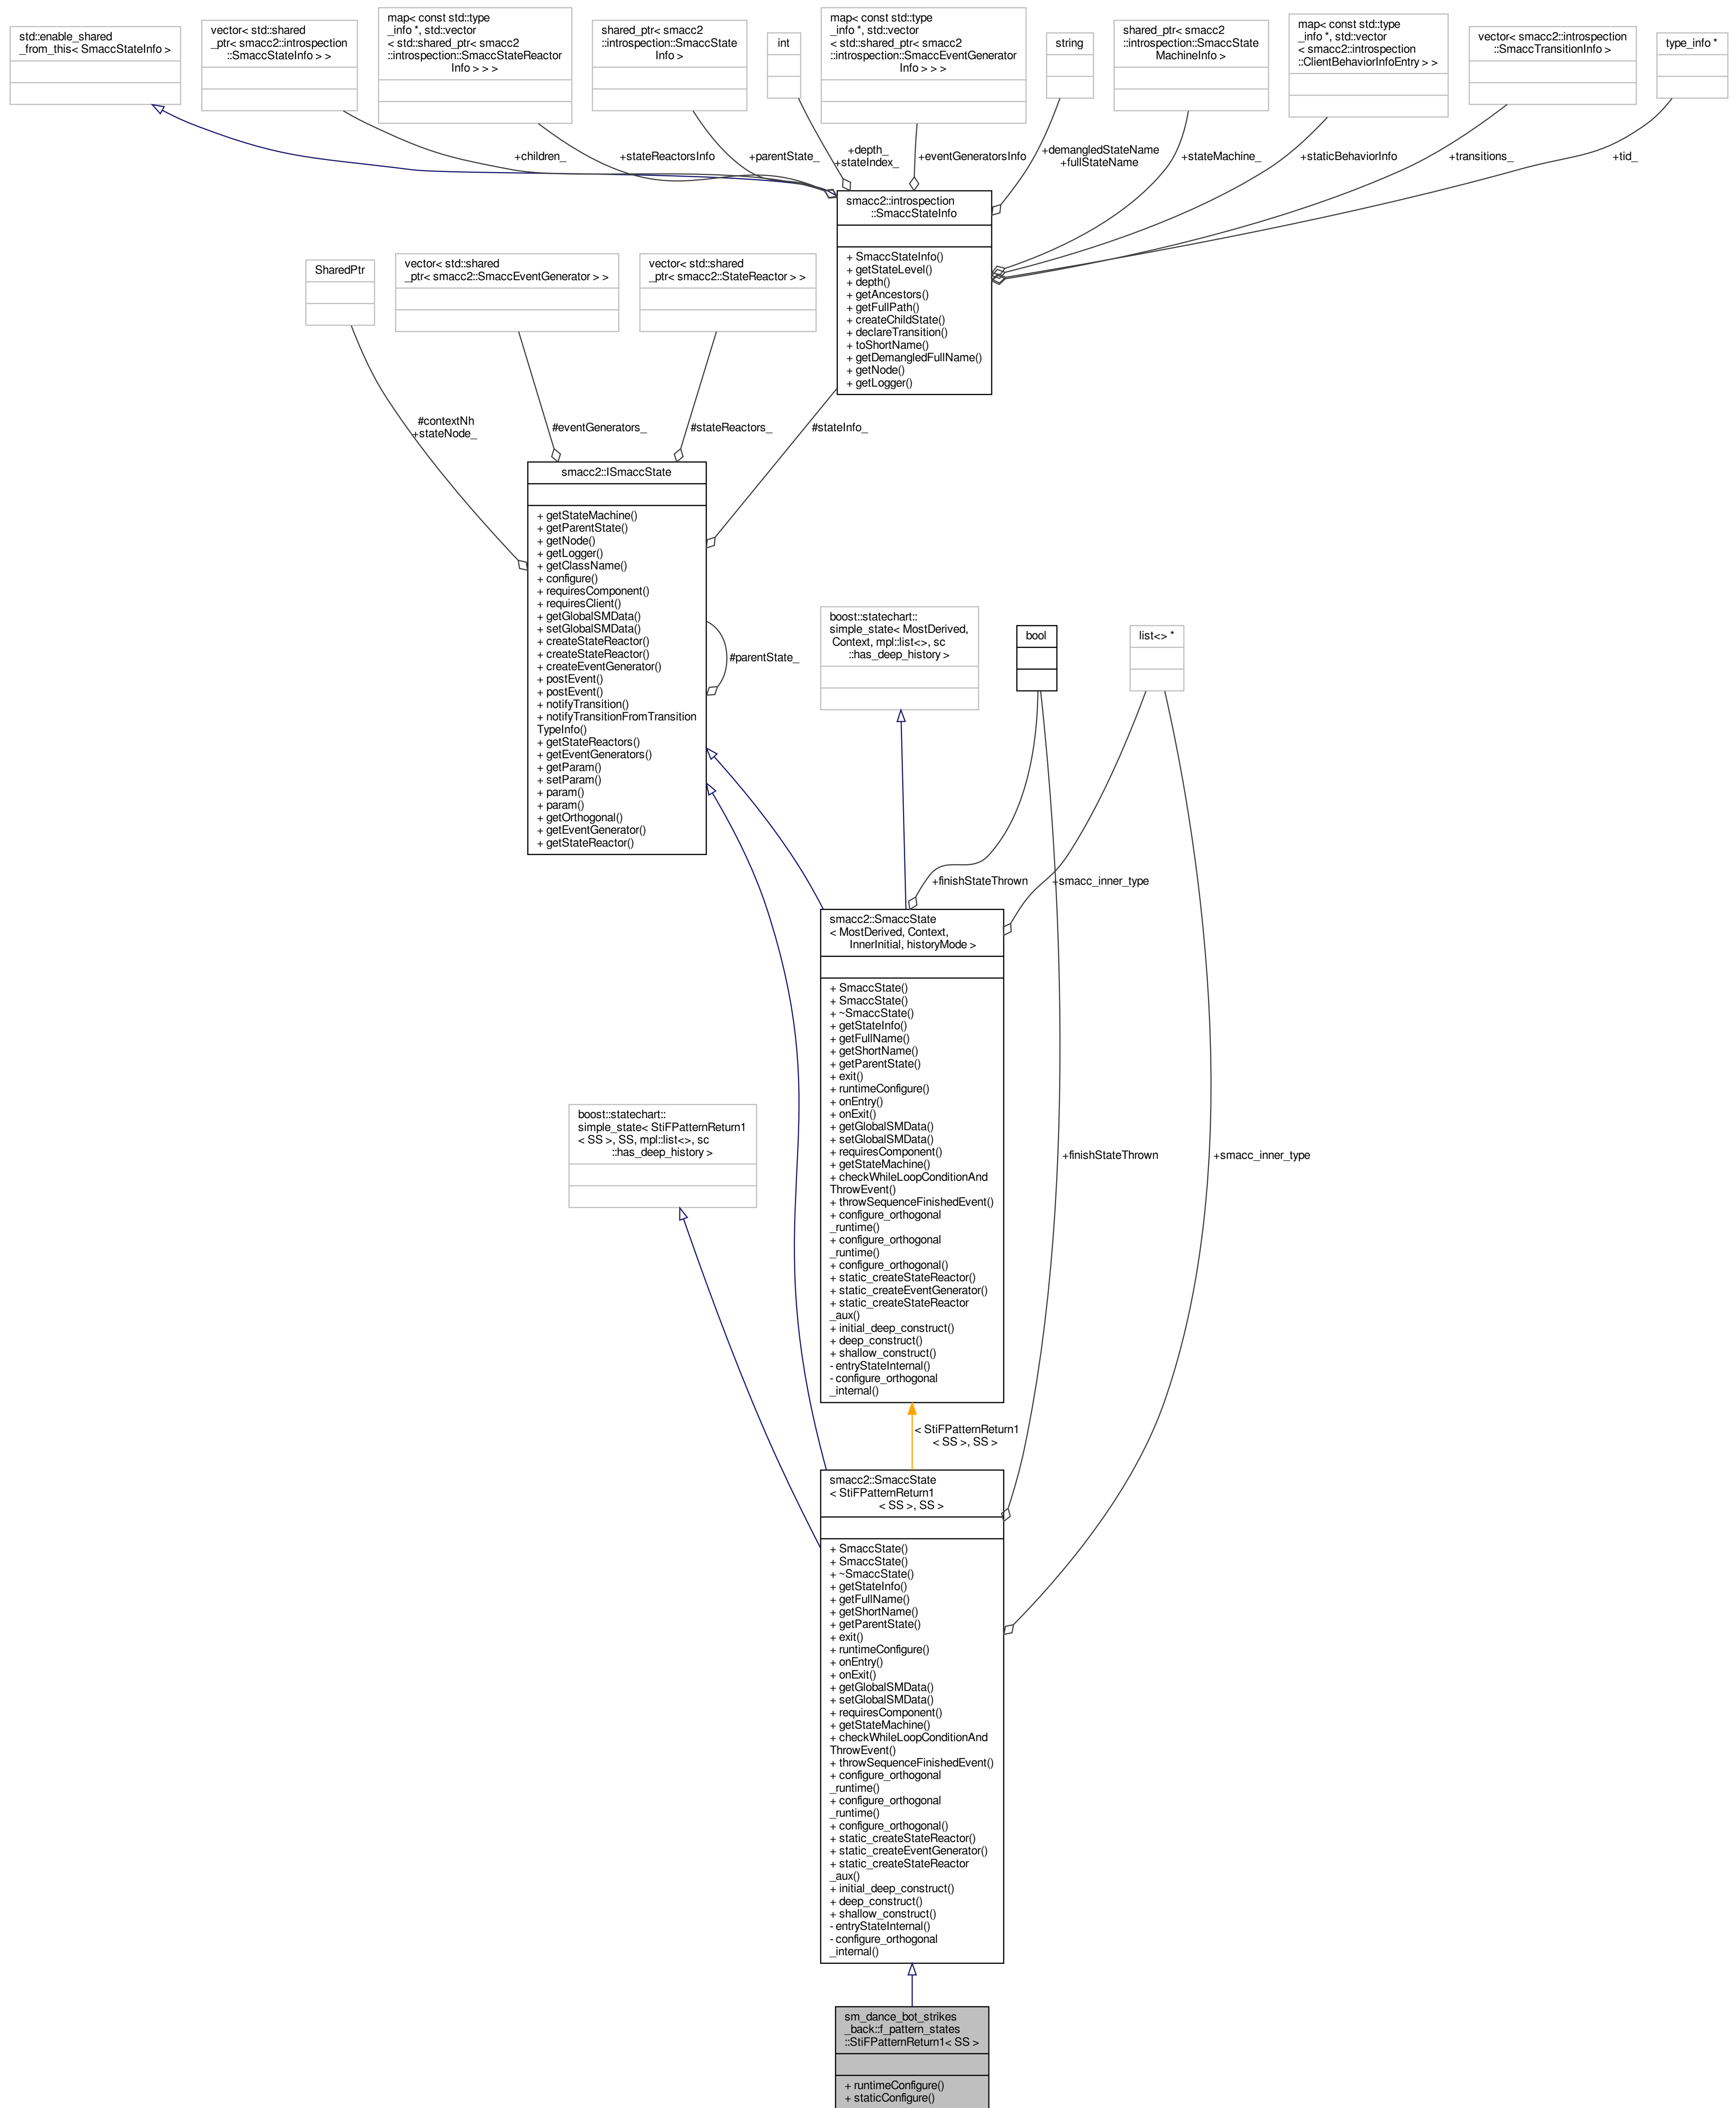 std::enable_shared
_from_this< SmaccStateInfo >
vector< std::shared
_ptr< smacc2::introspection
::SmaccStateInfo > >
map< const std::type
_info *, std::vector
< std::shared_ptr< smacc2
::introspection::SmaccStateReactor
Info > > >
shared_ptr< smacc2
::introspection::SmaccState
Info >
int
map< const std::type
_info *, std::vector
< std::shared_ptr< smacc2
::introspection::SmaccEventGenerator
Info > > >
string
shared_ptr< smacc2
::introspection::SmaccState
MachineInfo >
map< const std::type
_info *, std::vector
< smacc2::introspection
::ClientBehaviorInfoEntry > >
vector< smacc2::introspection
::SmaccTransitionInfo >
type_info *
+children_
+stateReactorsInfo
+parentState_
+depth_
+stateIndex_
+eventGeneratorsInfo
+demangledStateName
+fullStateName
+stateMachine_
+staticBehaviorInfo
+transitions_
+tid_
smacc2::introspection
::SmaccStateInfo
+ SmaccStateInfo()
+ getStateLevel()
+ depth()
+ getAncestors()
+ getFullPath()
+ createChildState()
+ declareTransition()
+ toShortName()
+ getDemangledFullName()
+ getNode()
+ getLogger()
SharedPtr
vector< std::shared
_ptr< smacc2::SmaccEventGenerator > >
vector< std::shared
_ptr< smacc2::StateReactor > >
#contextNh
+stateNode_
#eventGenerators_
#stateReactors_
#stateInfo_
smacc2::ISmaccState
+ getStateMachine()
+ getParentState()
+ getNode()
+ getLogger()
+ getClassName()
+ configure()
+ requiresComponent()
+ requiresClient()
+ getGlobalSMData()
+ setGlobalSMData()
+ createStateReactor()
+ createStateReactor()
+ createEventGenerator()
+ postEvent()
+ postEvent()
+ notifyTransition()
+ notifyTransitionFromTransition
TypeInfo()
+ getStateReactors()
+ getEventGenerators()
+ getParam()
+ setParam()
+ param()
+ param()
+ getOrthogonal()
+ getEventGenerator()
+ getStateReactor()
#parentState_
boost::statechart::
simple_state< MostDerived,
Context, mpl::list<>, sc
::has_deep_history >
bool
list<> *
+finishStateThrown
+smacc_inner_type
smacc2::SmaccState
< MostDerived, Context,
InnerInitial, historyMode >
+ SmaccState()
+ SmaccState()
+ ~SmaccState()
+ getStateInfo()
+ getFullName()
+ getShortName()
+ getParentState()
+ exit()
+ runtimeConfigure()
+ onEntry()
+ onExit()
+ getGlobalSMData()
+ setGlobalSMData()
+ requiresComponent()
+ getStateMachine()
+ checkWhileLoopConditionAnd
ThrowEvent()
+ throwSequenceFinishedEvent()
+ configure_orthogonal
_runtime()
+ configure_orthogonal
_runtime()
+ configure_orthogonal()
+ static_createStateReactor()
+ static_createEventGenerator()
+ static_createStateReactor
_aux()
+ initial_deep_construct()
+ deep_construct()
+ shallow_construct()
- entryStateInternal()
- configure_orthogonal
_internal()
boost::statechart::
simple_state< StiFPatternReturn1
< SS >, SS, mpl::list<>, sc
::has_deep_history >
+finishStateThrown
+smacc_inner_type
< StiFPatternReturn1
< SS >, SS >
smacc2::SmaccState
< StiFPatternReturn1
< SS >, SS >
+ SmaccState()
+ SmaccState()
+ ~SmaccState()
+ getStateInfo()
+ getFullName()
+ getShortName()
+ getParentState()
+ exit()
+ runtimeConfigure()
+ onEntry()
+ onExit()
+ getGlobalSMData()
+ setGlobalSMData()
+ requiresComponent()
+ getStateMachine()
+ checkWhileLoopConditionAnd
ThrowEvent()
+ throwSequenceFinishedEvent()
+ configure_orthogonal
_runtime()
+ configure_orthogonal
_runtime()
+ configure_orthogonal()
+ static_createStateReactor()
+ static_createEventGenerator()
+ static_createStateReactor
_aux()
+ initial_deep_construct()
+ deep_construct()
+ shallow_construct()
- entryStateInternal()
- configure_orthogonal
_internal()
sm_dance_bot_strikes
_back::f_pattern_states
::StiFPatternReturn1< SS >
+ runtimeConfigure()
+ staticConfigure()